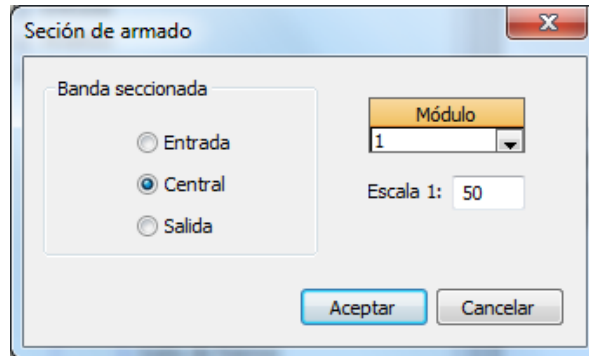 Seción de armado
Banda seccionada
Entrada
Central
Salida
Módulo
1
Escala 1: 50
Aceptar
Cancelar